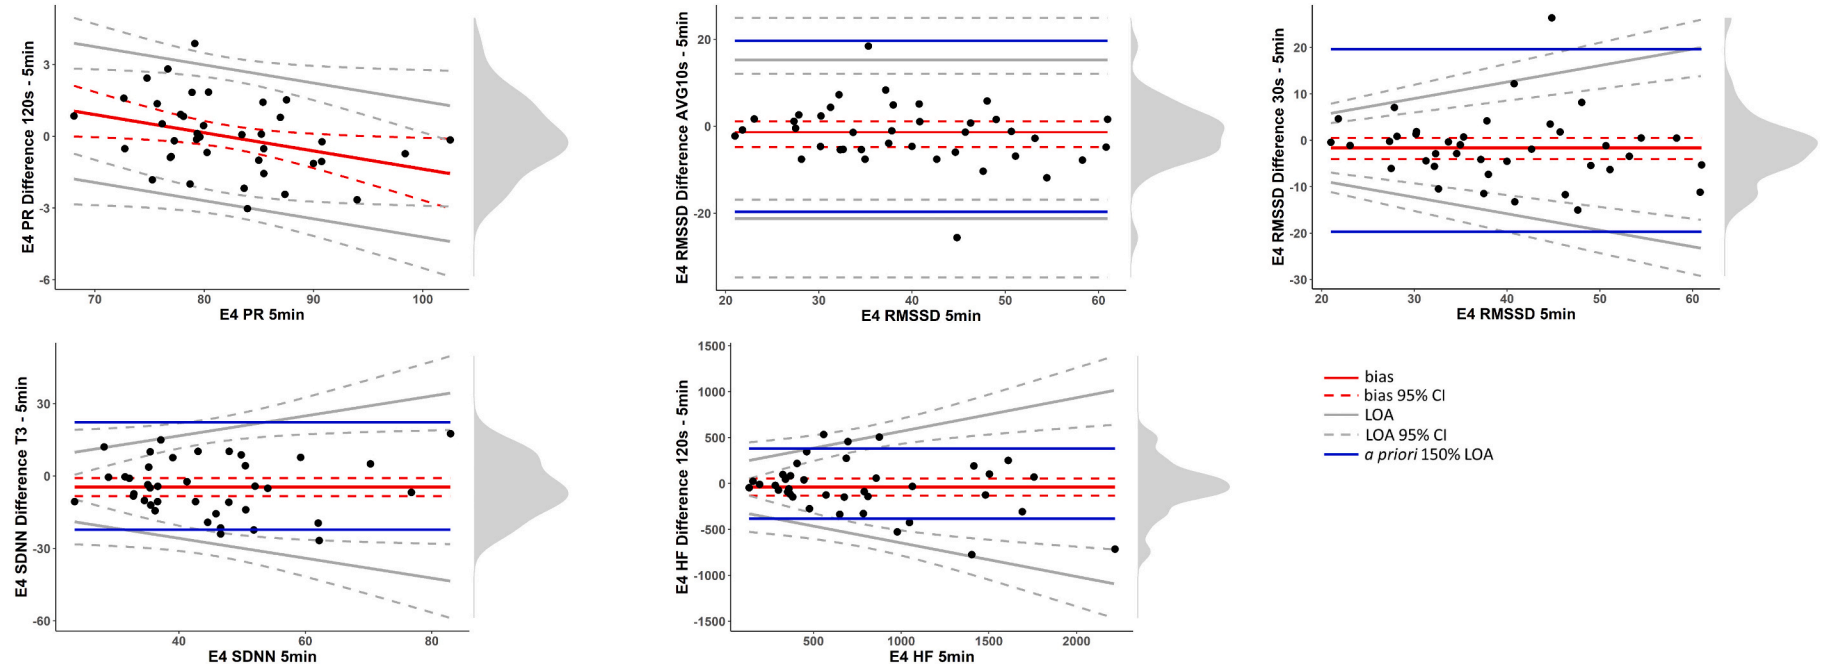 E4 PR Difference 120s - 5min
3
0
-3
-6
70 80 90 100
E4 PR 5min
E4 RMSSD Difference AVG10s - 5min
20
0
-20
20 30 40 50 60
E4 RMSSD 5min
E4 RMSSD Difference 30s - 5min
20
10
0
-10
-20
-30
20 30 40 50 60
E4 RMSSD 5min
E4 SDNN Difference T3 - 5min
30
0
-30
-60
40 60 80
E4 SDNN 5min
E4 HF Difference 120s - 5min
1500
1000
500
0
-500
-1000
-1500
500 1000 1500 2000
E4 HF 5min
bias
bias 95% CI
LOA
LOA 95% CI
a priori 150% LOA